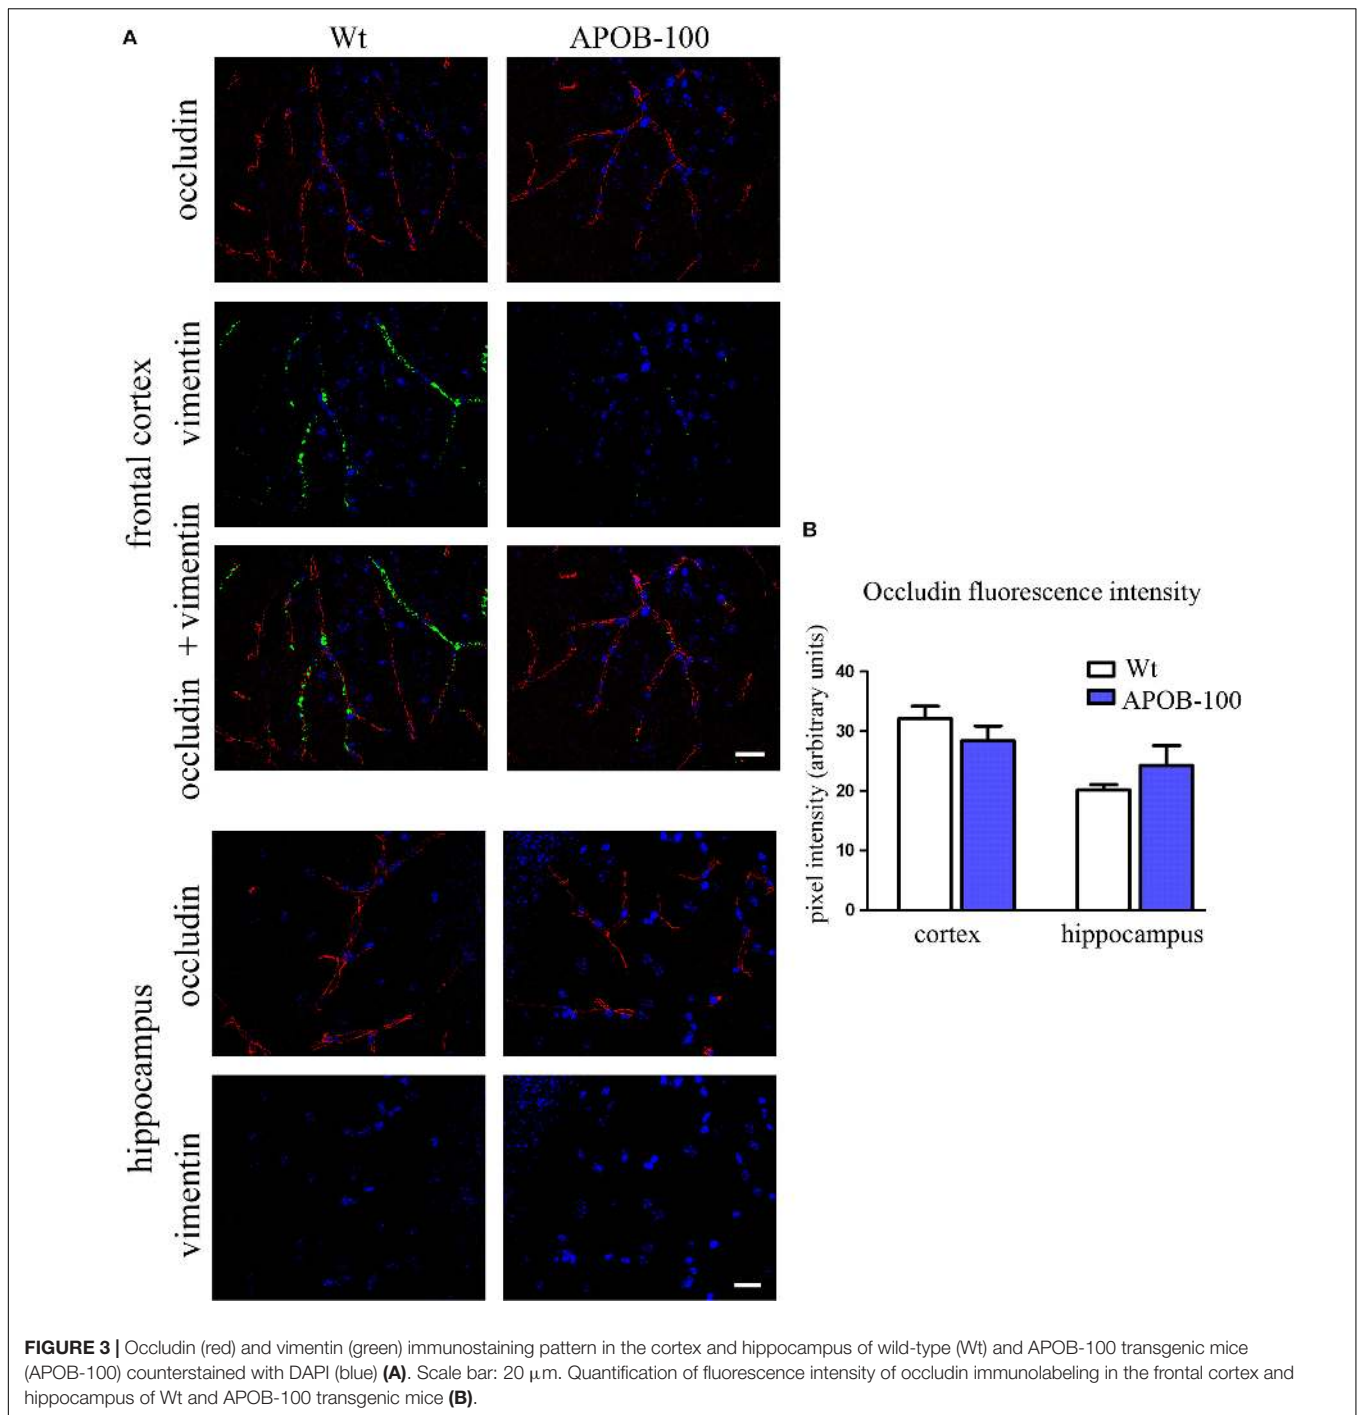 A
Wt
APOB-100
occludin
frontal cortex
vimentin
occludin + vimentin
hippocampus
occludin
vimentin
B
Occludin fluorescence intensity
pixel intensity (arbitrary units)
40
30
20
10
0
Wt
APOB-100
cortex
hippocampus
FIGURE 3 | Occludin (red) and vimentin (green) immunostaining pattern in the cortex and hippocampus of wild-type (Wt) and APOB-100 transgenic mice
(APOB-100) counterstained with DAPI (blue) (A). Scale bar: 20 μm. Quantification of fluorescence intensity of occludin immunolabeling in the frontal cortex and
hippocampus of Wt and APOB-100 transgenic mice (B).